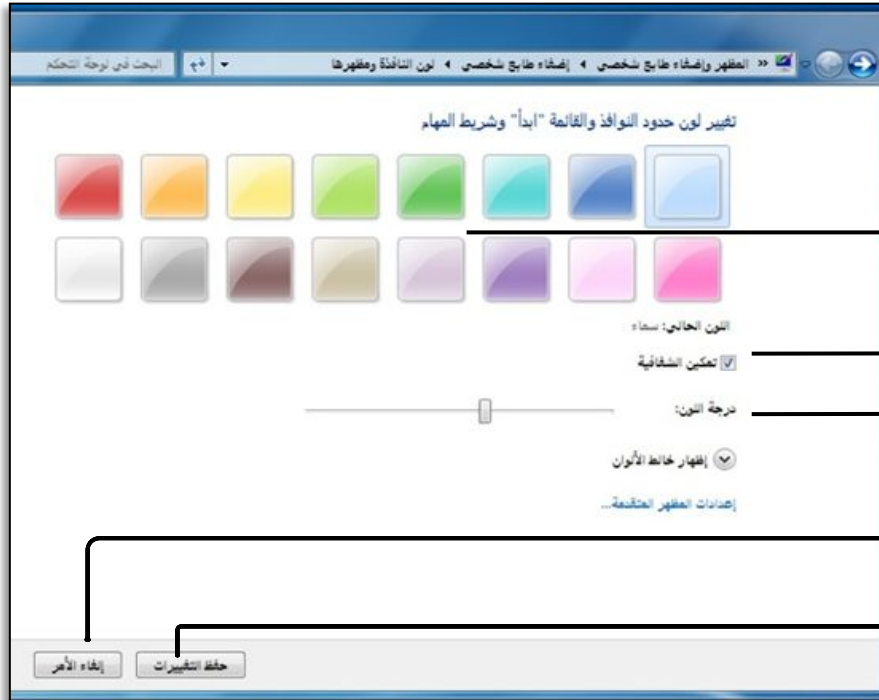 « المظهر وإضفاء طابع شخصي ‹ إضفاء طابع شخصي ‹ لون النافذة ومظهرها
البحث في لوحة التحكم
تغيير لون حدود النوافذ والقائمة "ابدأ" وشريط المهام
اللون الحالي: سماء
تمكين الشفافية
درجة اللون:
إظهار خالط الألوان
إعدادات المظهر المتقدمة...
حفظ التغييرات
إلغاء الأمر